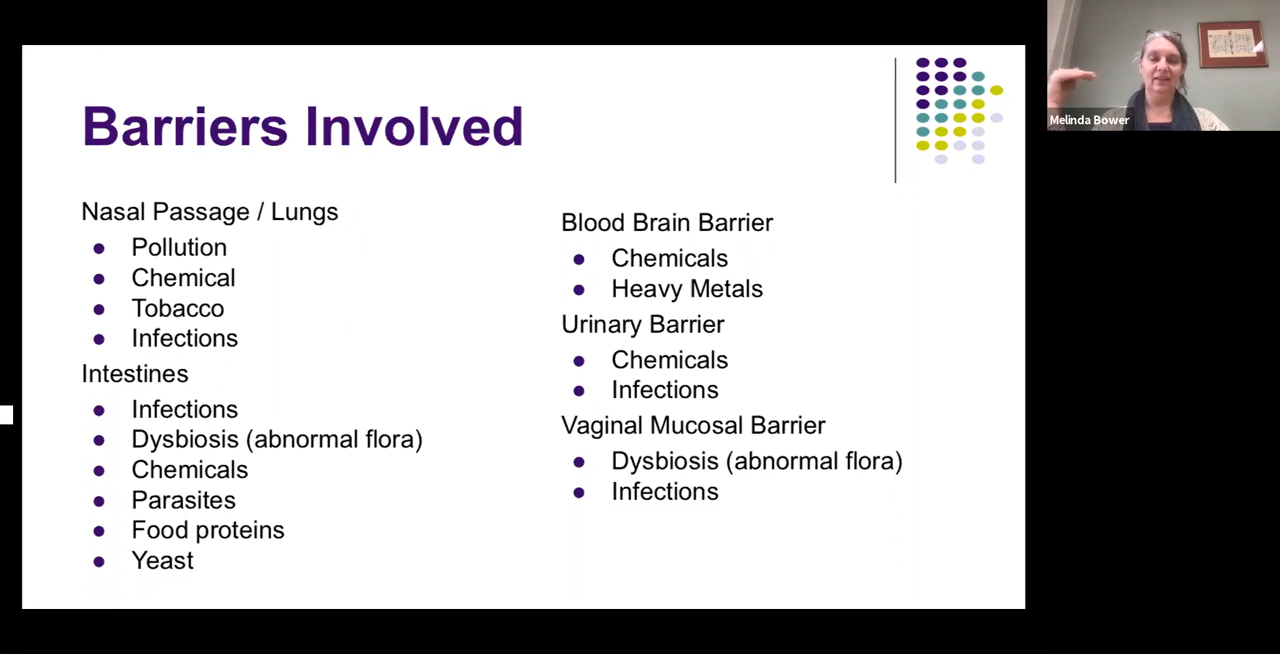 Barriers Involved
Nasal Passage / Lungs
● Pollution
● Chemical
● Tobacco
● Infections
Intestines
● Infections
● Dysbiosis (abnormal flora)
● Chemicals
● Parasites
● Food proteins
● Yeast
Blood Brain Barrier
● Chemicals
● Heavy Metals
Urinary Barrier
● Chemicals
● Infections
Vaginal Mucosal Barrier
● Dysbiosis (abnormal flora)
● Infections
Melinda Bower